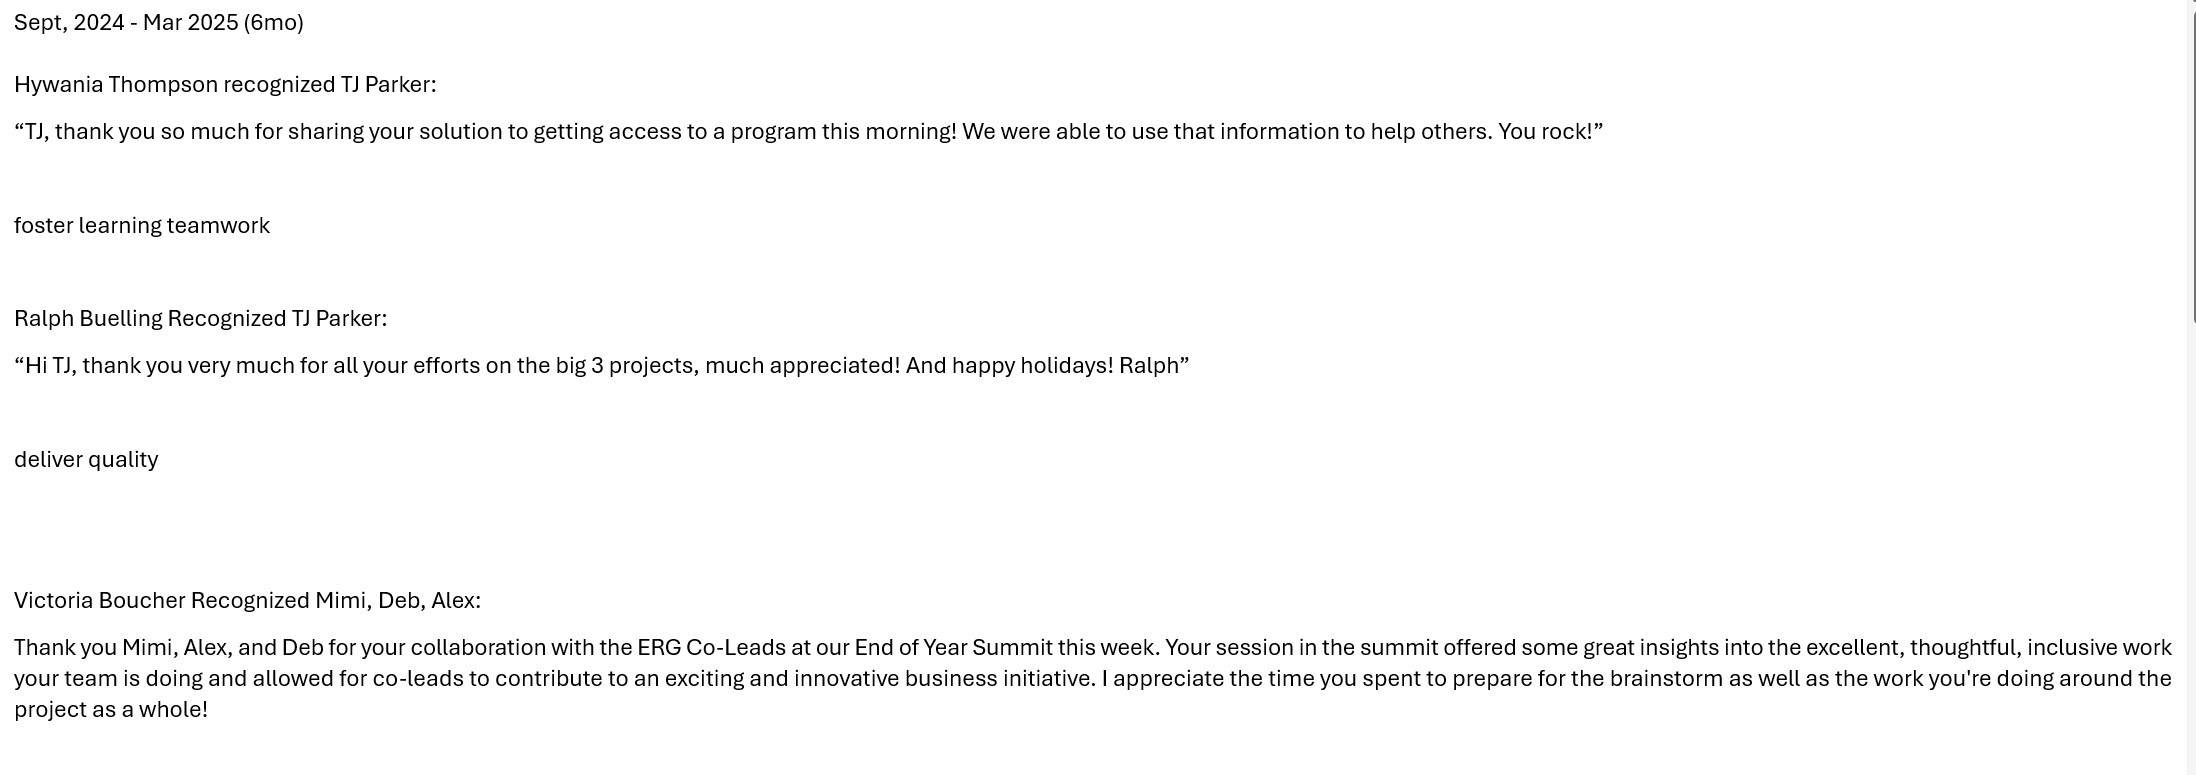 Sept, 2024 - Mar 2025 (6mo)
Hywania Thompson recognized TJ Parker:
“TJ, thank you so much for sharing your solution to getting access to a program this morning! We were able to use that information to help others. You rock!”
foster learning teamwork
Ralph Buelling Recognized TJ Parker:
“Hi TJ, thank you very much for all your efforts on the big 3 projects, much appreciated! And happy holidays! Ralph”
deliver quality
Victoria Boucher Recognized Mimi, Deb, Alex:
Thank you Mimi, Alex, and Deb for your collaboration with the ERG Co-Leads at our End of Year Summit this week. Your session in the summit offered some great insights into the excellent, thoughtful, inclusive work
your team is doing and allowed for co-leads to contribute to an exciting and innovative business initiative. I appreciate the time you spent to prepare for the brainstorm as well as the work you're doing around the
project as a whole!